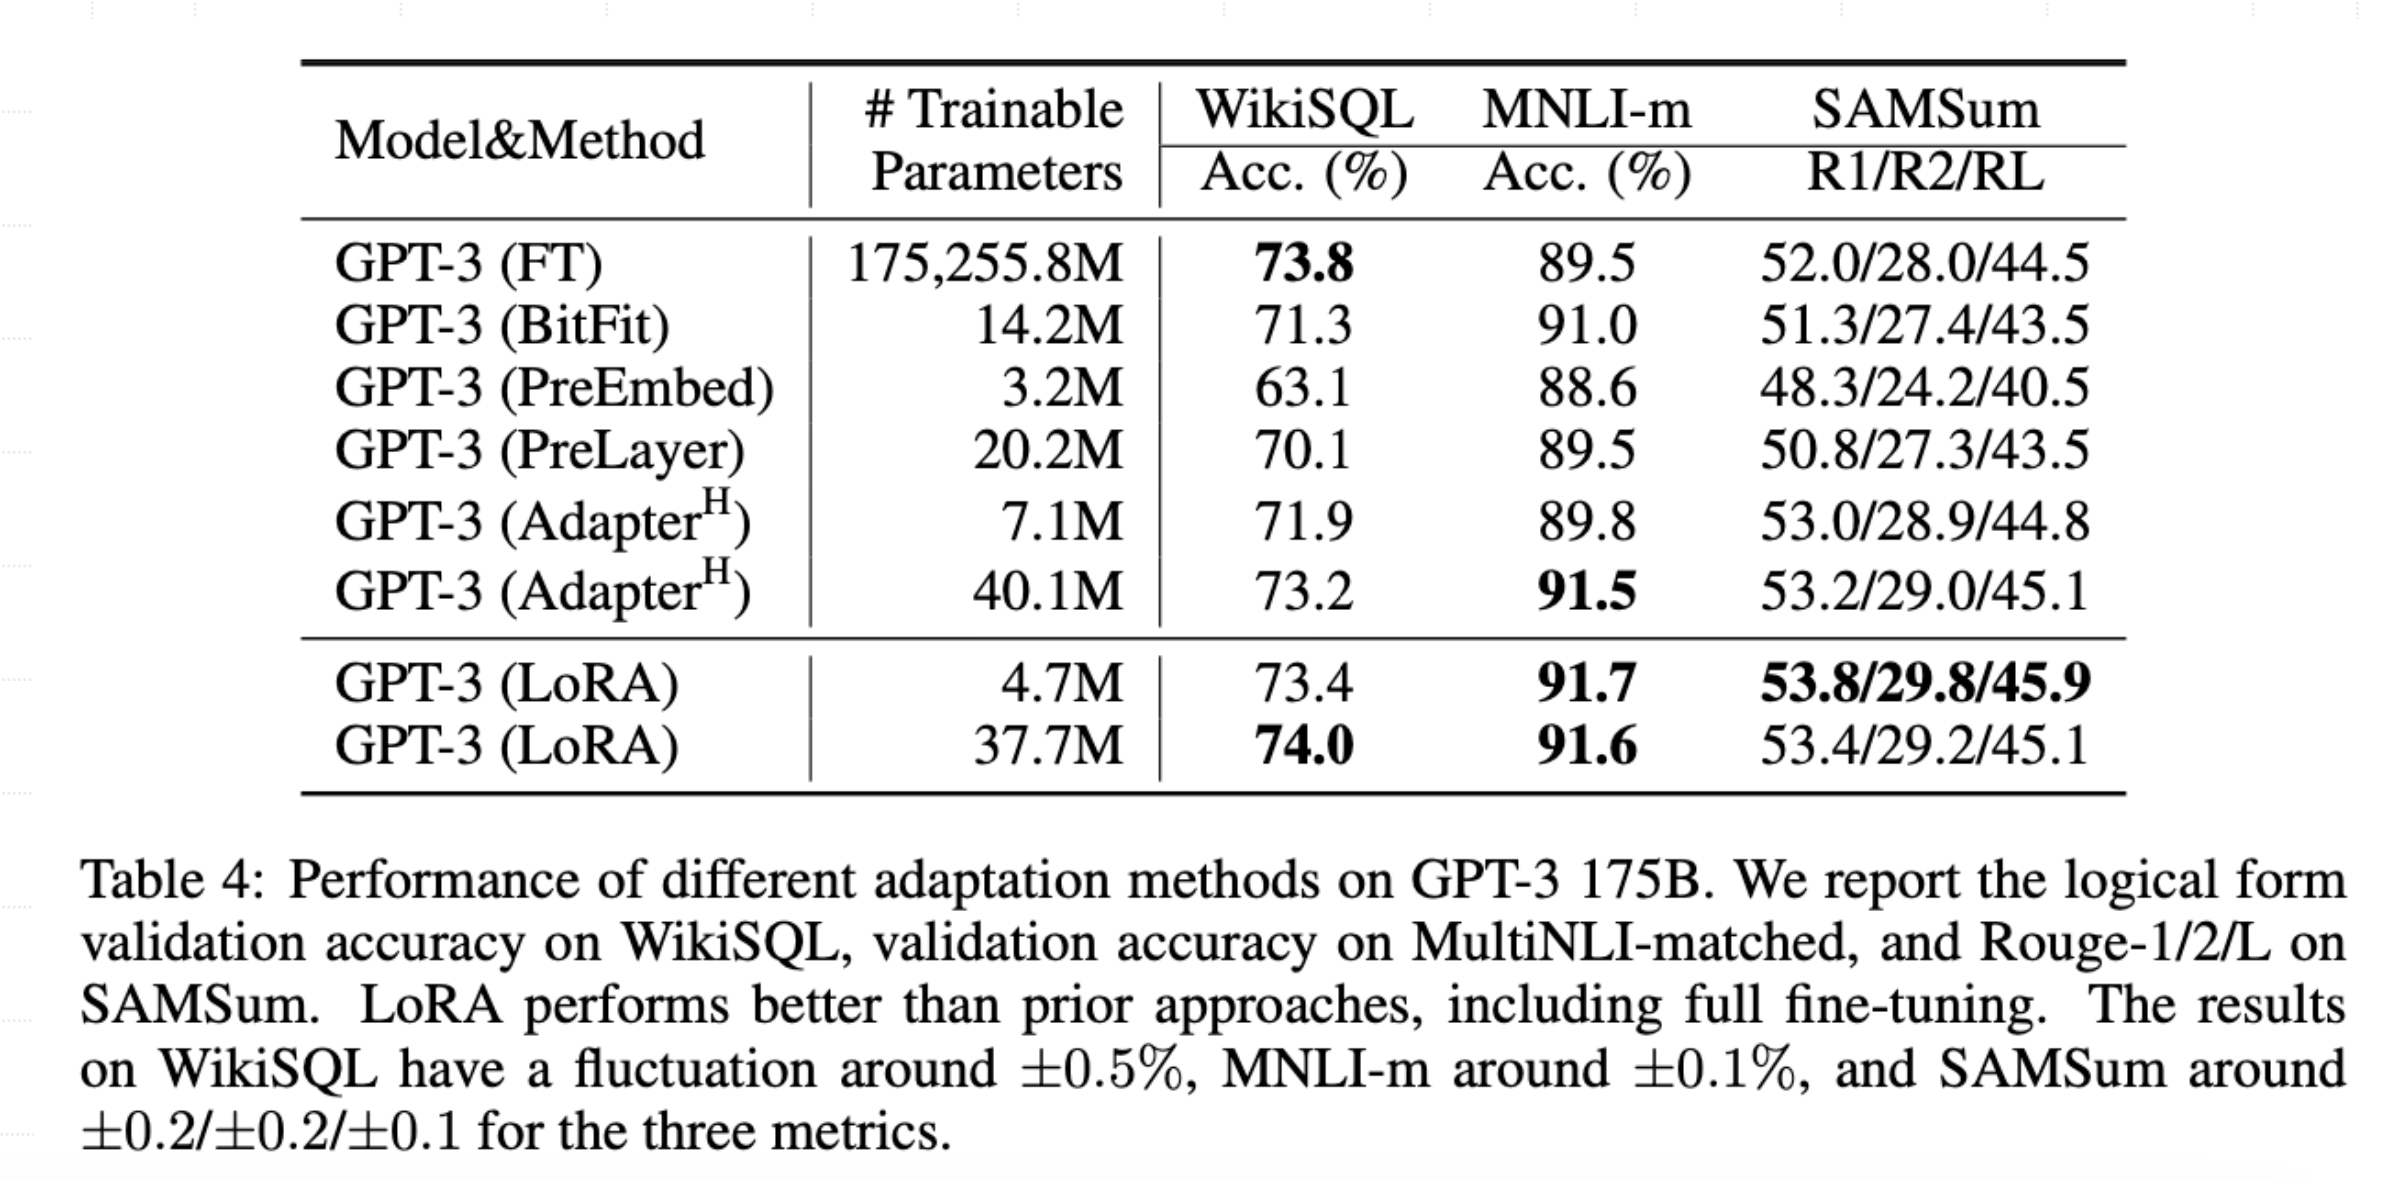 Model&Method # Trainable Parameters WikiSQL MNLI-m SAMSum
Acc. (%) Acc. (%) R1/R2/RL
GPT-3 (FT) 175,255.8M 73.8 89.5 52.0/28.0/44.5
GPT-3 (BitFit) 14.2M 71.3 91.0 51.3/27.4/43.5
GPT-3 (PreEmbed) 3.2M 63.1 88.6 48.3/24.2/40.5
GPT-3 (PreLayer) 20.2M 70.1 89.5 50.8/27.3/43.5
GPT-3 (Adapter^H) 7.1M 71.9 89.8 53.0/28.9/44.8
GPT-3 (Adapter^H) 40.1M 73.2 91.5 53.2/29.0/45.1
GPT-3 (LoRA) 4.7M 73.4 91.7 53.8/29.8/45.9
GPT-3 (LoRA) 37.7M 74.0 91.6 53.4/29.2/45.1
Table 4: Performance of different adaptation methods on GPT-3 175B. We report the logical form
validation accuracy on WikiSQL, validation accuracy on MultiNLI-matched, and Rouge-1/2/L on
SAMSum. LoRA performs better than prior approaches, including full fine-tuning. The results
on WikiSQL have a fluctuation around ±0.5%, MNLI-m around ±0.1%, and SAMSum around
±0.2/±0.2/±0.1 for the three metrics.